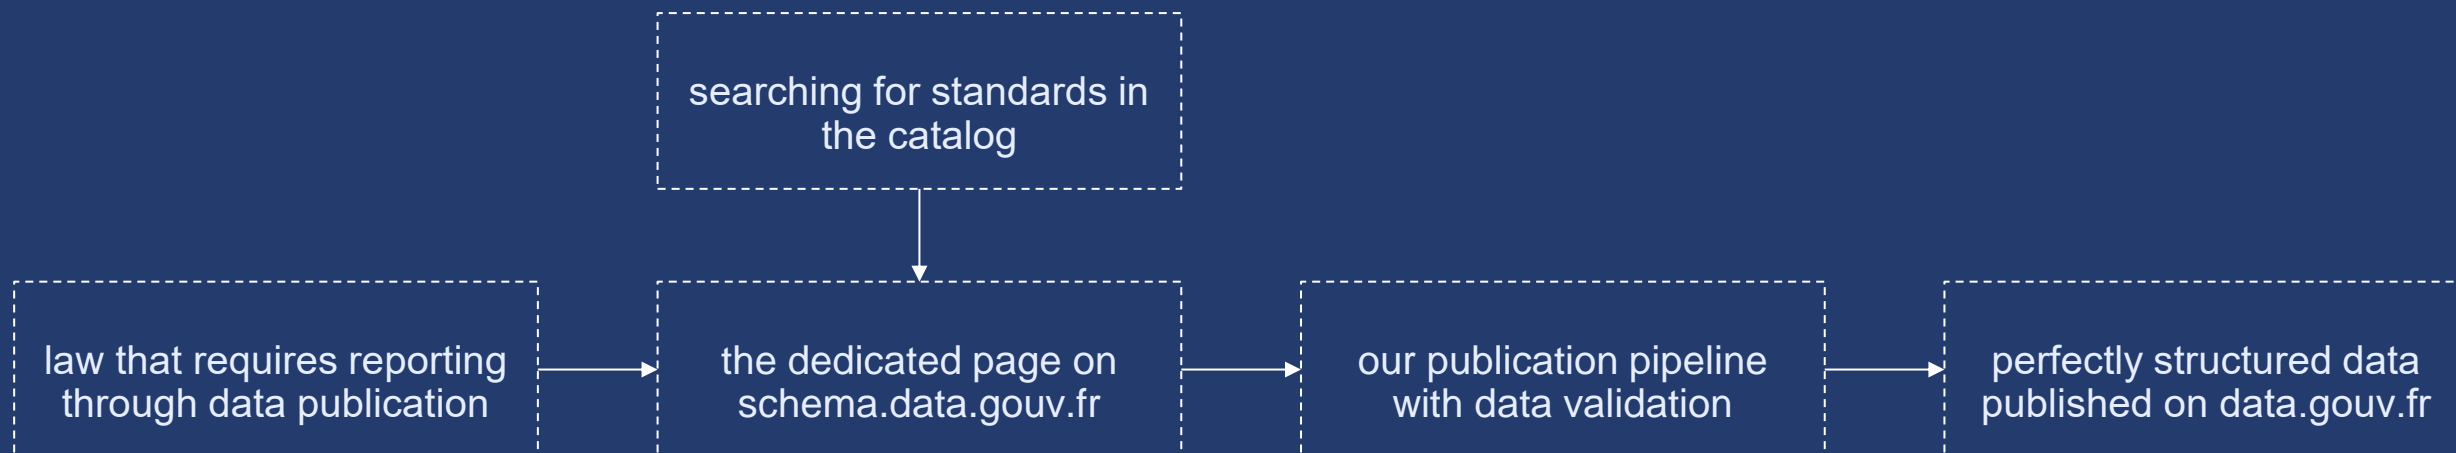 searching for standards in
the catalog
law that requires reporting
through data publication
the dedicated page on
schema.data.gouv.fr
our publication pipeline
with data validation
perfectly structured data
published on data.gouv.fr